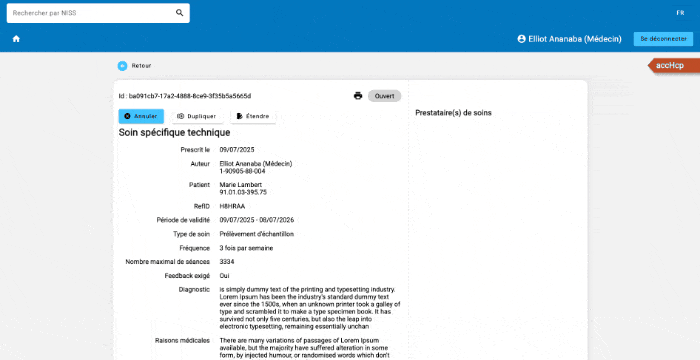 Rechercher par NISS
FR
Elliot Ananaba (Médecin)
Se déconnecter
Retour
accHcp
Id : ba091cb7-17a2-4888-8ce9-3f35b5a5665d
Ouvert
Annuler
Dupliquer
Étendre
Prestataire(s) de soins
Soin spécifique technique
Prescrit le 09/07/2025
Auteur Elliot Ananaba (Médecin)
1-90905-88-004
Patient Marie Lambert
91.01.03-395.75
RefID H8HRAA
Période de validité 09/07/2025 - 08/07/2026
Type de soin Prélèvement d'échantillon
Fréquence 3 fois par semaine
Nombre maximal de séances 3334
Feedback exigé Oui
Diagnostic is simply dummy text of the printing and typesetting industry.
Lorem Ipsum has been the industry's standard dummy text
ever since the 1500s, when an unknown printer took a galley of
type and scrambled it to make a type specimen book. It has
survived not only five centuries, but also the leap into
electronic typesetting, remaining essentially unchan
Raisons médicales There are many variations of passages of Lorem Ipsum
available, but the majority have suffered alteration in some
form, by injected humour, or randomised words which don't